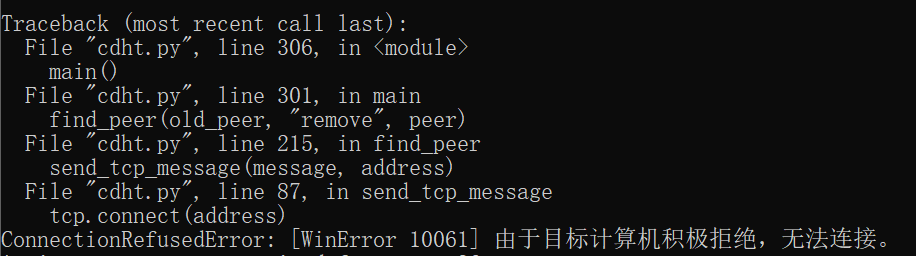 Traceback (most recent call last):
  File "cdht.py", line 306, in <module>
    main()
  File "cdht.py", line 301, in main
    find_peer(old_peer, "remove", peer)
  File "cdht.py", line 215, in find_peer
    send_tcp_message(message, address)
  File "cdht.py", line 87, in send_tcp_message
    tcp.connect(address)
ConnectionRefusedError: [WinError 10061] 由于目标计算机积极拒绝，无法连接。